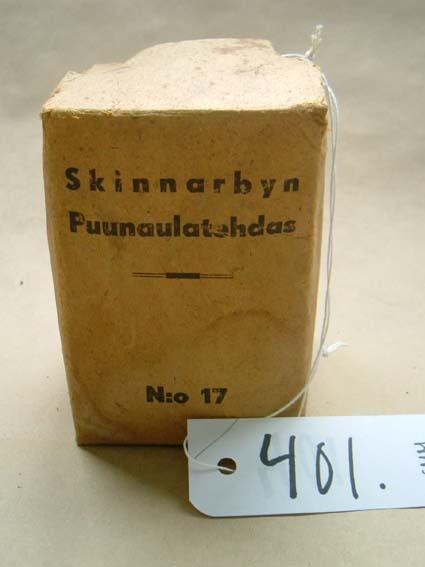 Skinnarbyn
Puunaulatehdas
N:o 17
401.